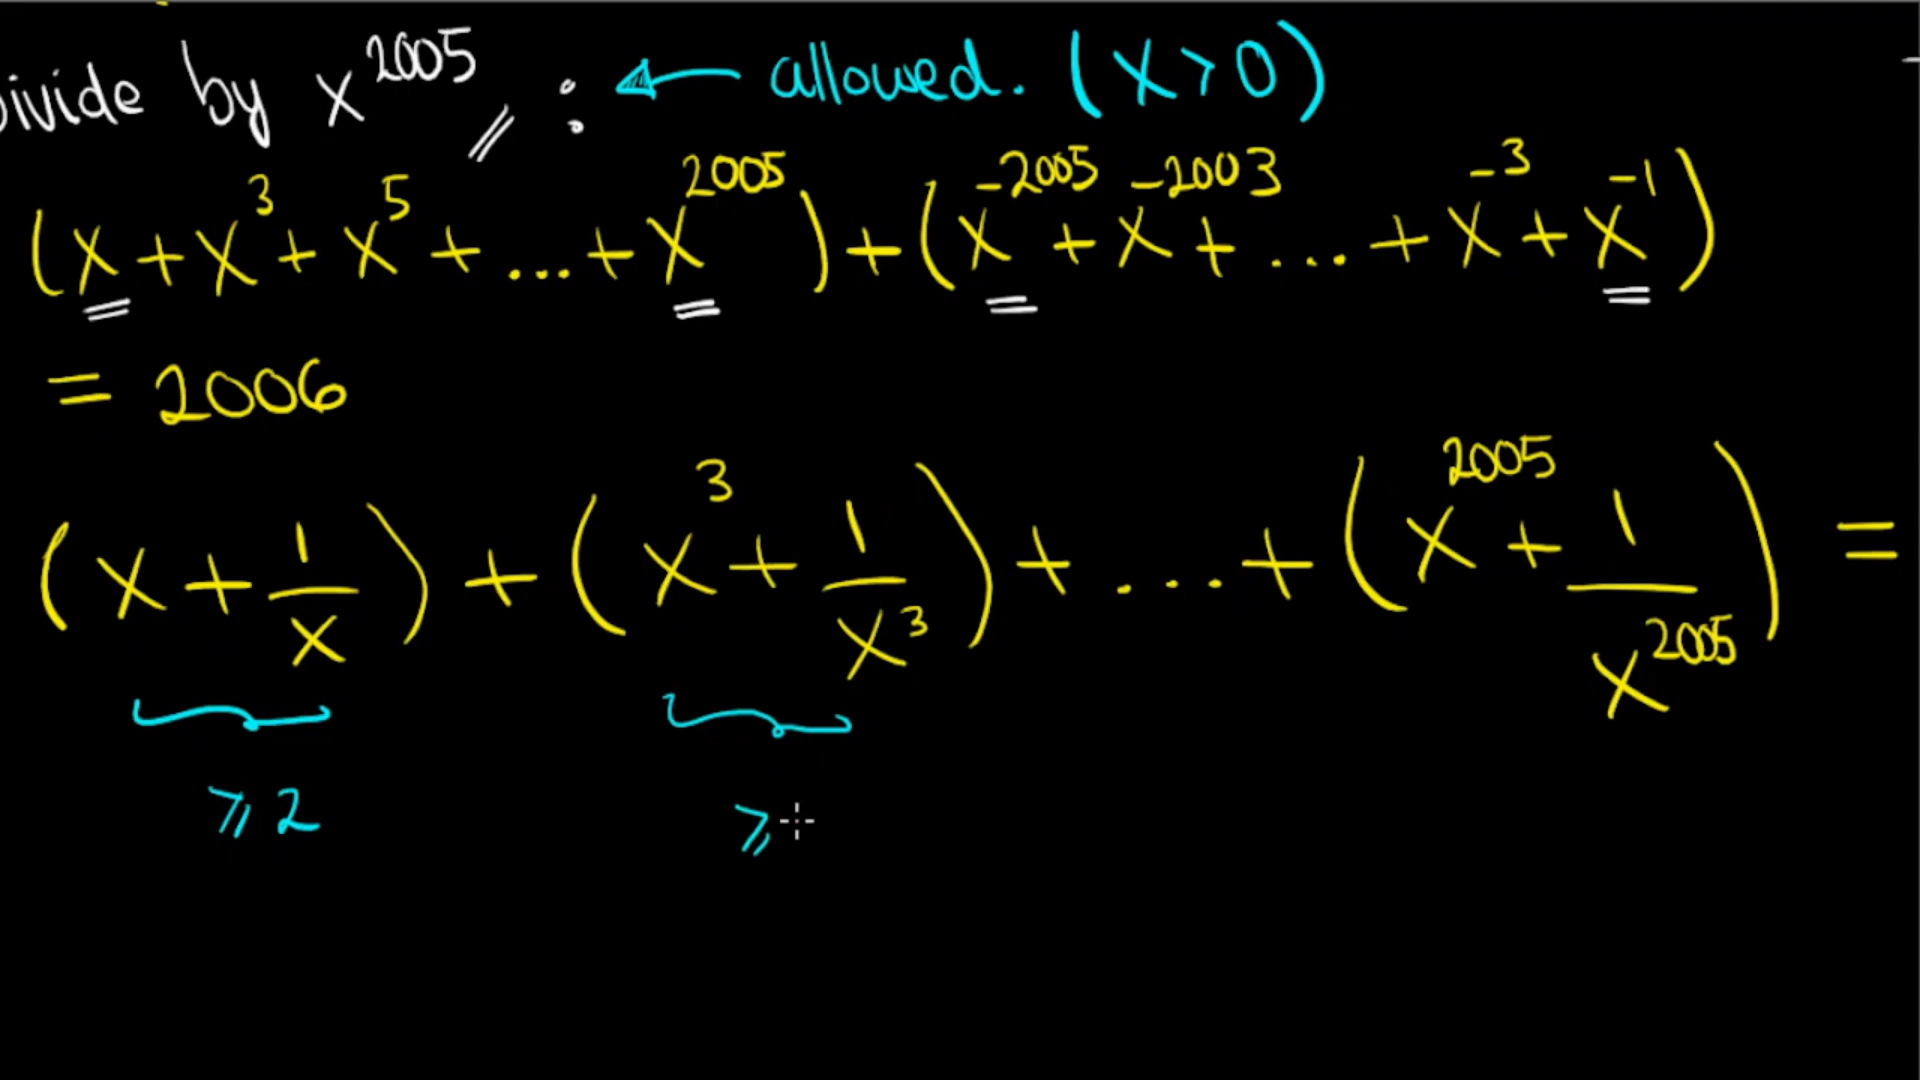 ivide by x^2005 : ← allowed. (x > 0)
(x + x^3 + x^5 + ... + x^2005) + (x^-2005 + x^-2003 + ... + x^-3 + x^-1)
= 2006
(x + 1/x) + (x^3 + 1/x^3) + ... + (x^2005 + 1/x^2005) =
⩾ 2 ⩾